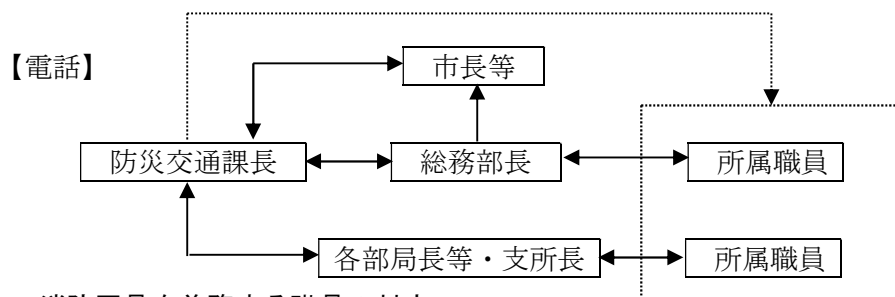 【電話】
市長等
防災交通課長
総務部長
所属職員
各部局長等・支所長
所属職員